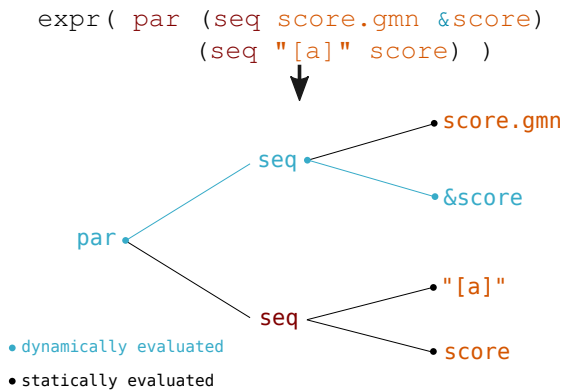 expr( par (seq score.gmn &score)
(seq "[a]" score) )
score.gmn
seq
&score
par
"[a]"
seq
score
dynamically evaluated
statically evaluated